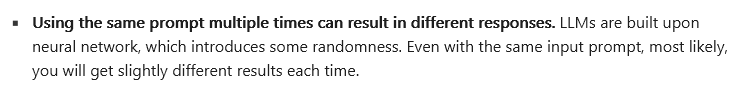 ▪ Using the same prompt multiple times can result in different responses. LLMs are built upon
neural network, which introduces some randomness. Even with the same input prompt, most likely,
you will get slightly different results each time.